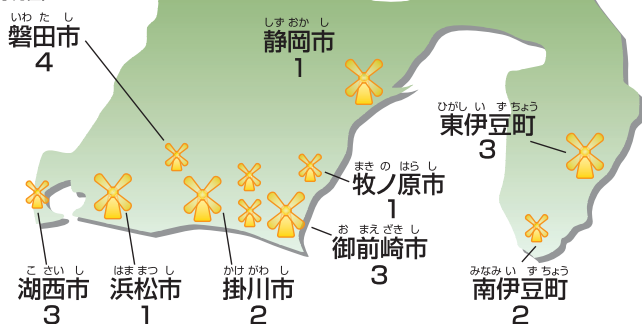 いわ た し
磐田市
4
しず おか し
静岡市
1
ひがし い ず ちょう
東伊豆町
3
まき の はら し
牧ノ原市
1
お まえ ざき し
御前崎市
3
こ さい し
湖西市
3
はま まつ し
浜松市
1
かけ がわ し
掛川市
2
みなみ い ず ちょう
南伊豆町
2